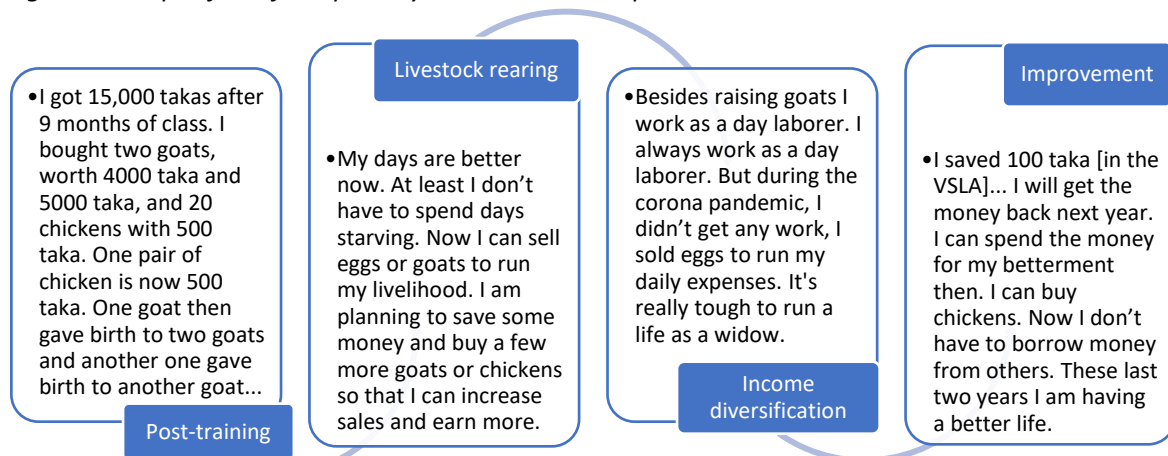 •I got 15,000 takas after
9 months of class. I
bought two goats,
worth 4000 taka and
5000 taka, and 20
chickens with 500
taka. One pair of
chicken is now 500
taka. One goat then
gave birth to two goats
and another one gave
birth to another goat...
Post-training
Livestock rearing
•My days are better
now. At least I don’t
have to spend days
starving. Now I can sell
eggs or goats to run
my livelihood. I am
planning to save some
money and buy a few
more goats or chickens
so that I can increase
sales and earn more.
•Besides raising goats I
work as a day laborer. I
always work as a day
laborer. But during the
corona pandemic, I
didn’t get any work, I
sold eggs to run my
daily expenses. It's
really tough to run a
life as a widow.
Income
diversification
Improvement
•I saved 100 taka [in the
VSLA]... I will get the
money back next year.
I can spend the money
for my betterment
then. I can buy
chickens. Now I don’t
have to borrow money
from others. These last
two years I am having
a better life.